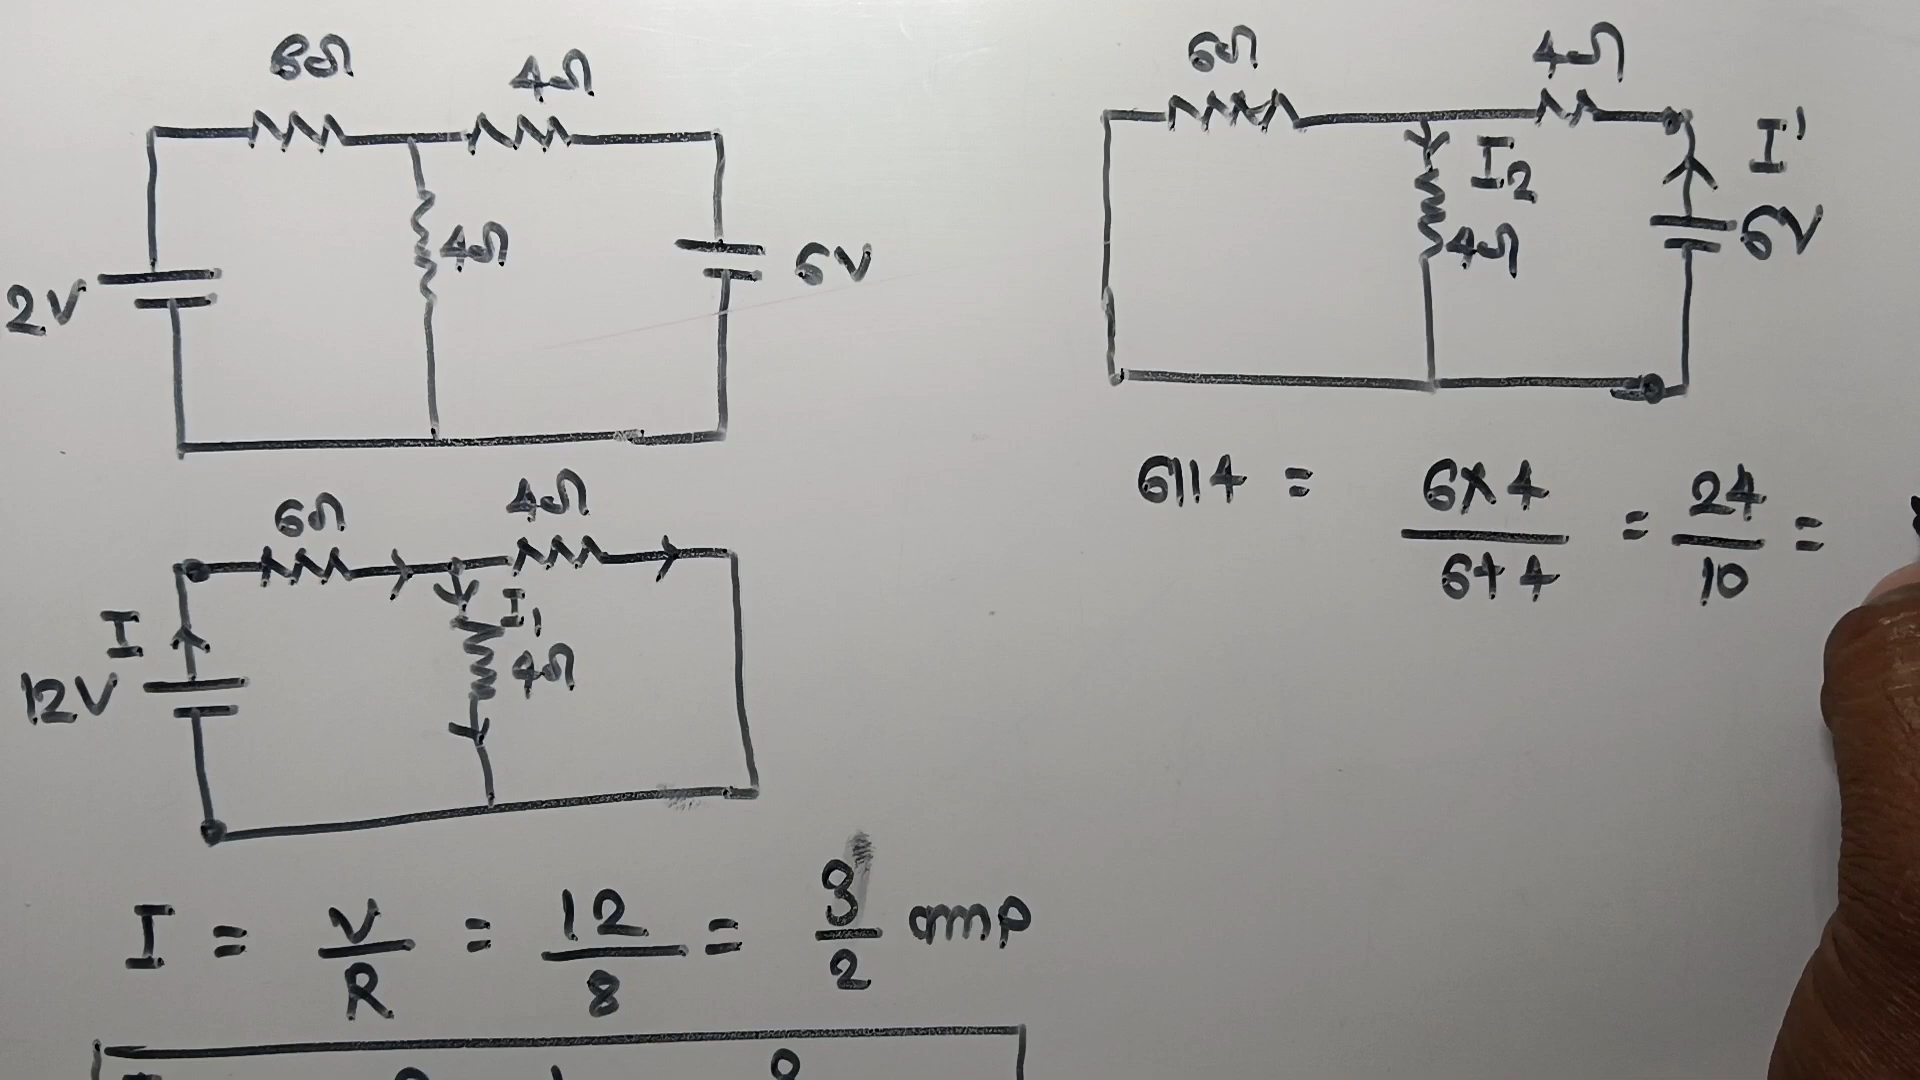 6Ω 4Ω
4Ω
2V 6V
6Ω 4Ω
I I₁
12V 4Ω
I = V/R = 12/8 = 3/2 amp
6Ω 4Ω
I₂ I'
4Ω 6V
6||4 = 6×4/6+4 = 24/10 =